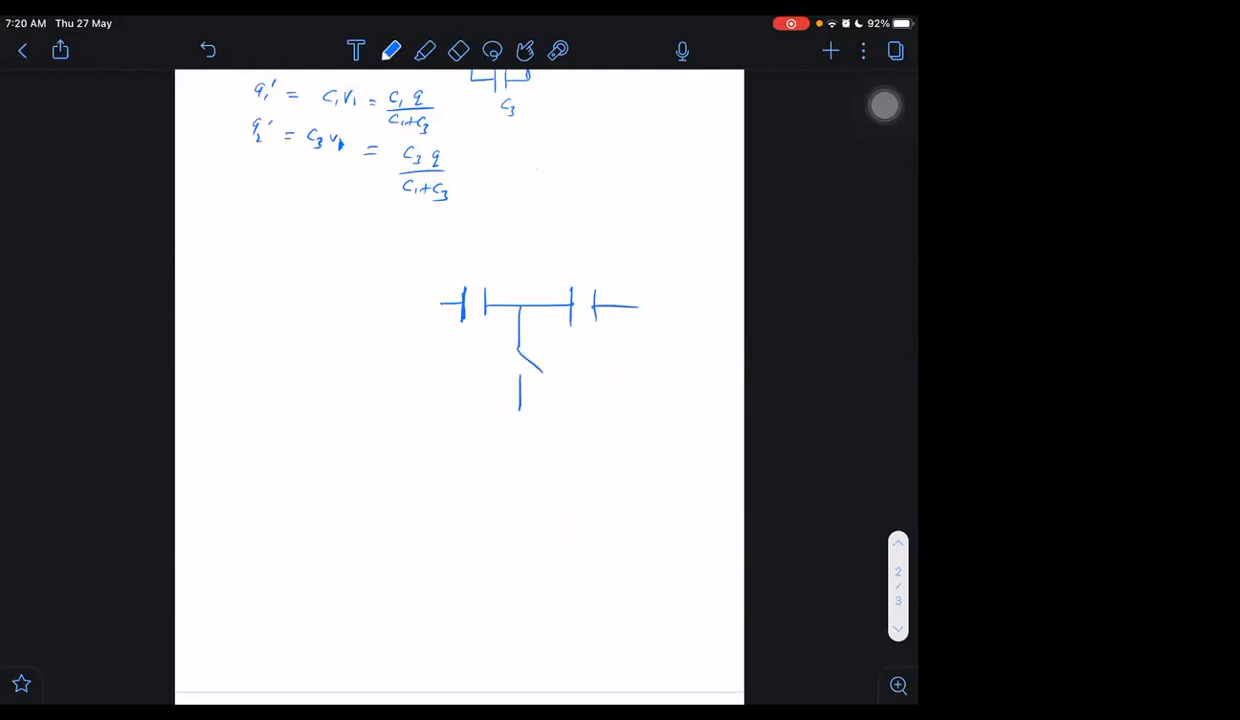 7:20 AM Thu 27 May 92%
T
q₁' = C₁V₁ = C₁ q / C₁+C₃
C₃
q₂' = C₃ V₁ = C₃ q / C₁+C₃
2
/
3